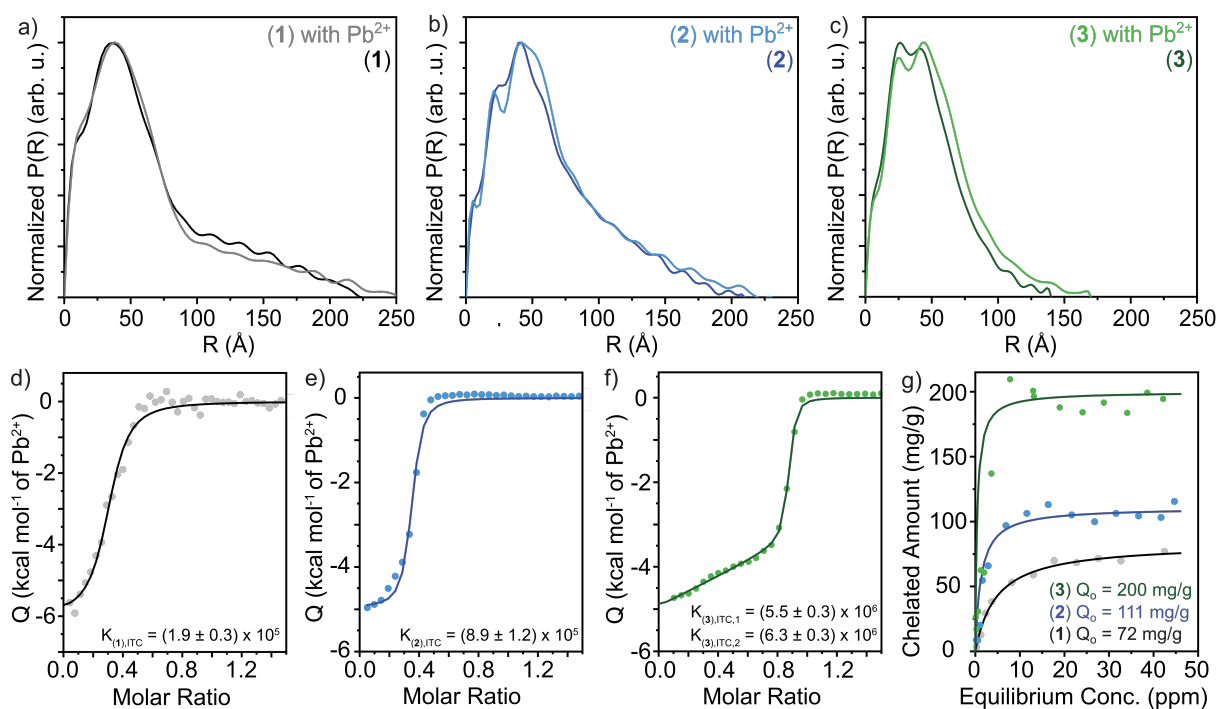 a)
(1) with Pb²⁺
(1)
Normalized P(R) (arb. u.)
0 50 100 150 200 250
R (Å)
b)
(2) with Pb²⁺
(2)
Normalized P(R) (arb .u.)
0 50 100 150 200 250
R (Å)
c)
(3) with Pb²⁺
(3)
Normalized P(R) (arb. u.)
0 50 100 150 200 250
R (Å)
d)
Q (kcal mol⁻¹ of Pb²⁺)
0
-2
-4
-6
K(1),ITC = (1.9 ± 0.3) x 10⁵
0.0 0.4 0.8 1.2
Molar Ratio
e)
Q (kcal mol⁻¹ of Pb²⁺)
0
-2
-4
-6
K(2),ITC = (8.9 ± 1.2) x 10⁵
0.0 0.4 0.8 1.2
Molar Ratio
f)
Q (kcal mol⁻¹ of Pb²⁺)
0
-2
-4
-6
K(3),ITC,1 = (5.5 ± 0.3) x 10⁶
K(3),ITC,2 = (6.3 ± 0.3) x 10⁶
0.0 0.4 0.8 1.2
Molar Ratio
g)
Chelated Amount (mg/g)
200
150
100
50
0
(3) Qₒ = 200 mg/g
(2) Qₒ = 111 mg/g
(1) Qₒ = 72 mg/g
0 10 20 30 40 50
Equilibrium Conc. (ppm)